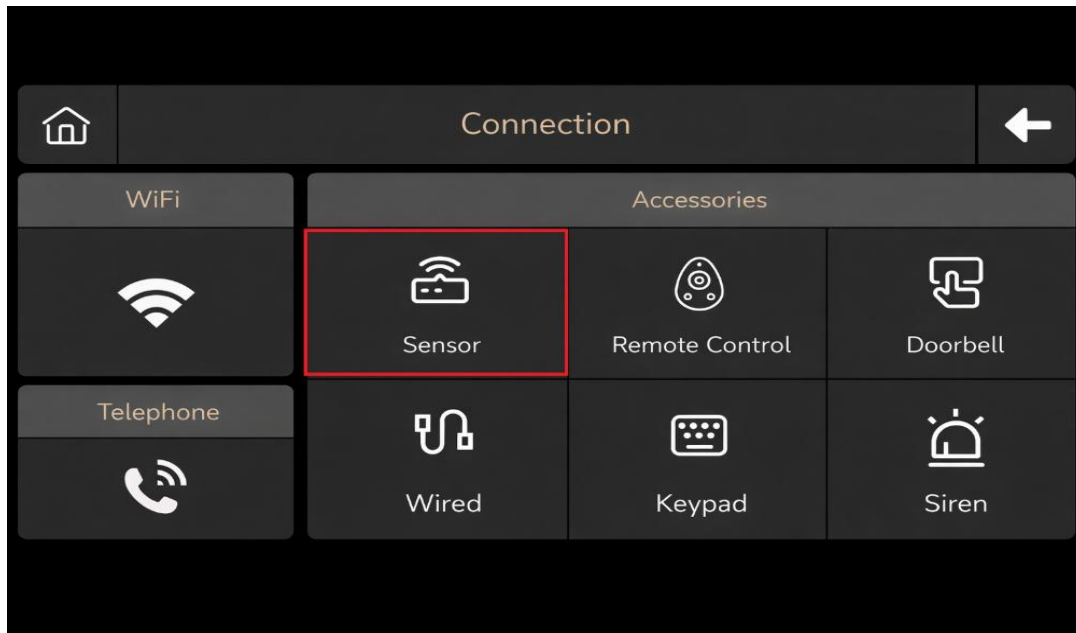 Connection
WiFi
Accessories
Sensor
Remote Control
Doorbell
Telephone
Wired
Keypad
Siren